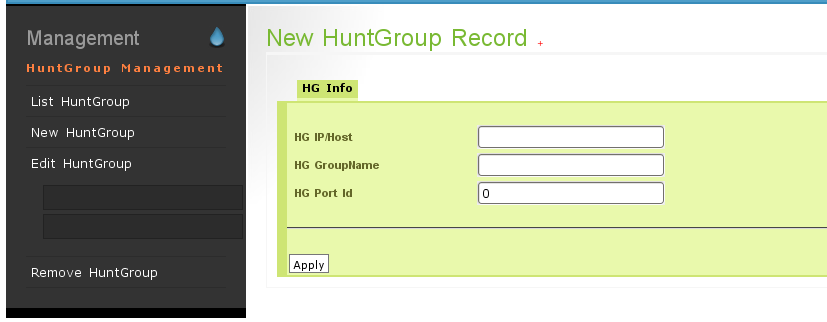 Management
HuntGroup Management
List HuntGroup
New HuntGroup
Edit HuntGroup
Remove HuntGroup
New HuntGroup Record +
HG Info
HG IP/Host
HG GroupName
HG Port Id 0
Apply